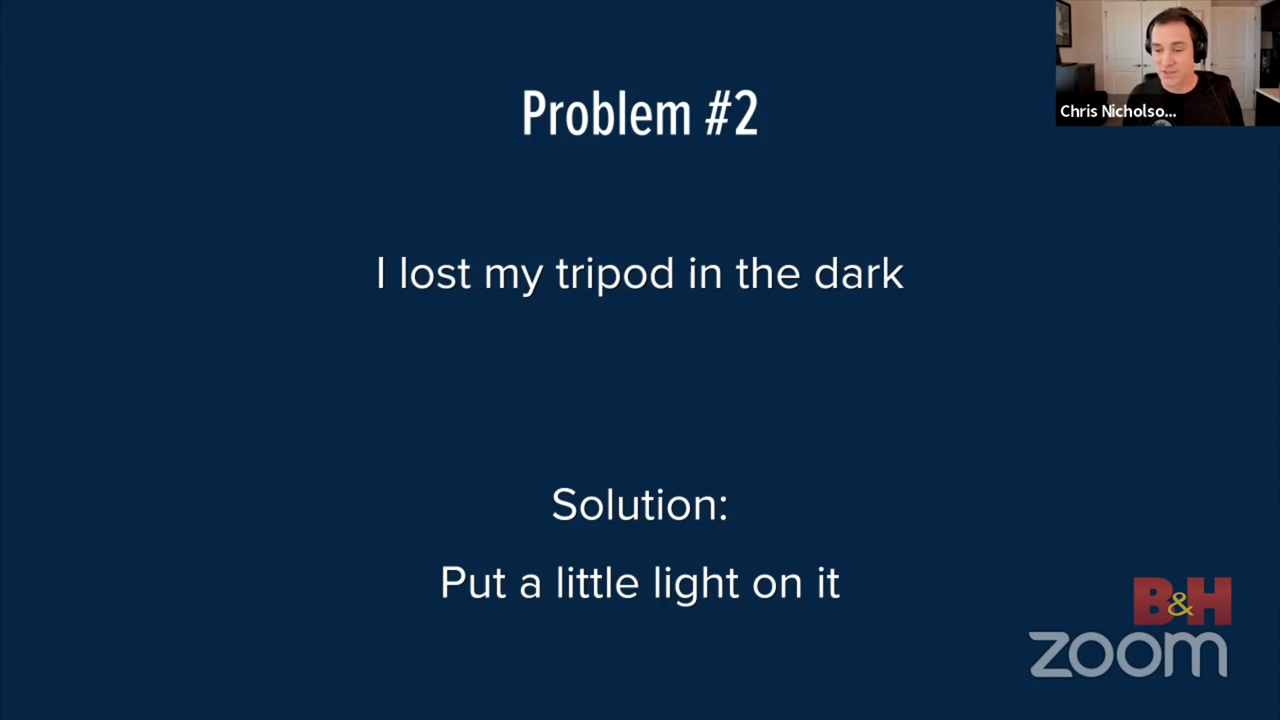 Problem #2
Chris Nicholso...
I lost my tripod in the dark
Solution:
Put a little light on it
B&H
zoom